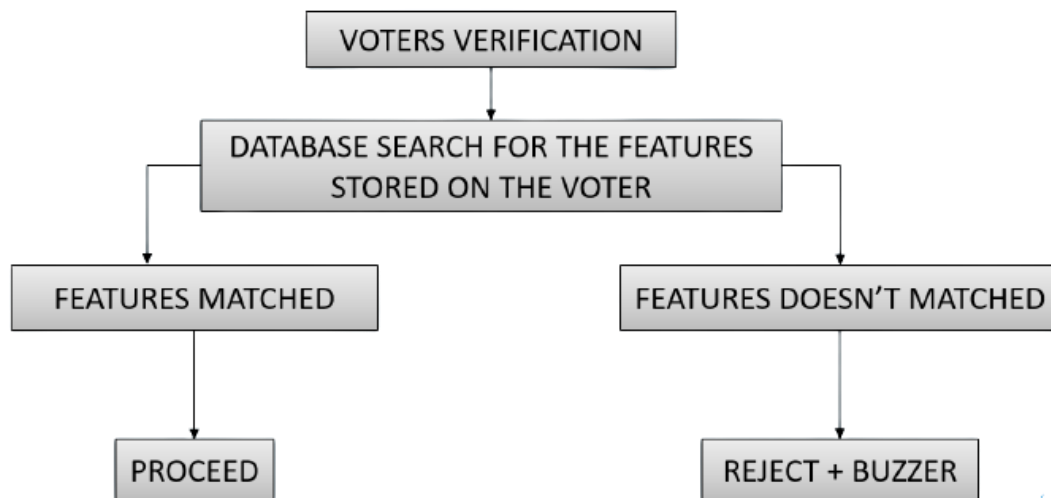 VOTERS VERIFICATION
DATABASE SEARCH FOR THE FEATURES
STORED ON THE VOTER
FEATURES MATCHED
FEATURES DOESN'T MATCHED
PROCEED
REJECT + BUZZER